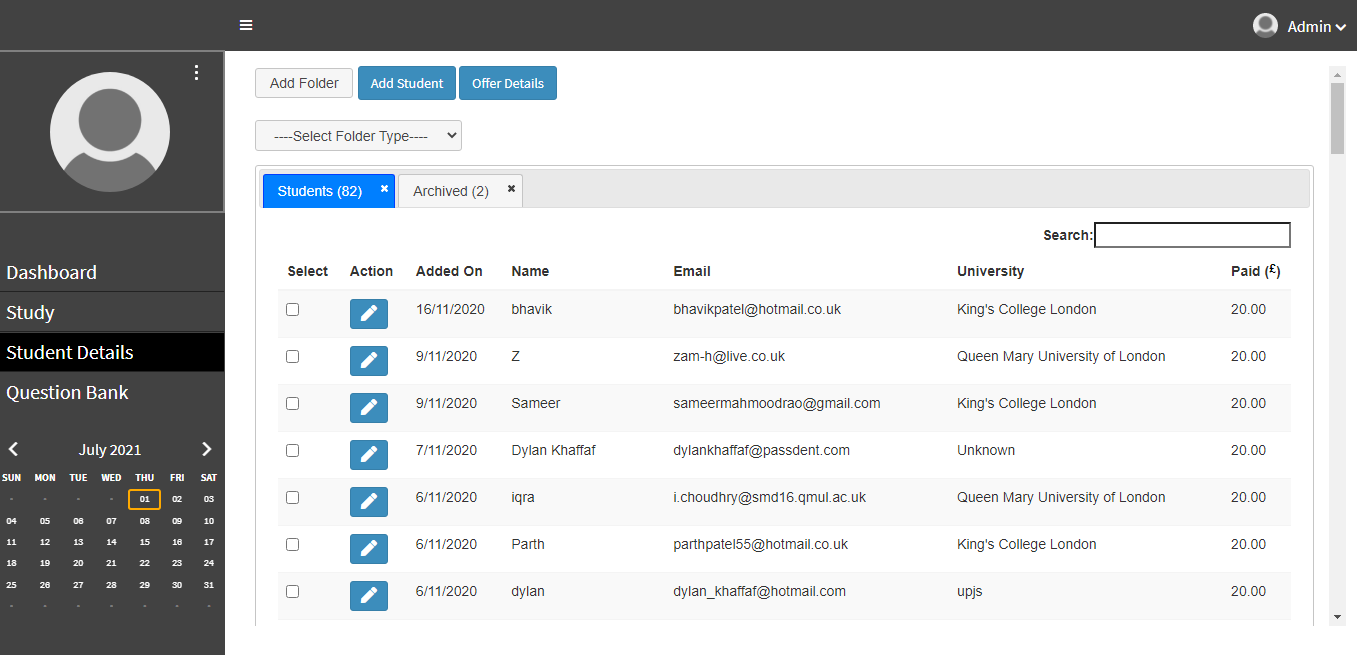 Admin
Add Folder Add Student Offer Details
----Select Folder Type----
Students (82) × Archived (2) ×
Search:
Select Action Added On Name Email University Paid (£)
16/11/2020 bhavik bhavikpatel@hotmail.co.uk King's College London 20.00
9/11/2020 Z zam-h@live.co.uk Queen Mary University of London 20.00
9/11/2020 Sameer sameermahmoodrao@gmail.com King's College London 20.00
7/11/2020 Dylan Khaffaf dylankhaffaf@passdent.com Unknown 20.00
6/11/2020 iqra i.choudhry@smd16.qmul.ac.uk Queen Mary University of London 20.00
6/11/2020 Parth parthpatel55@hotmail.co.uk King's College London 20.00
6/11/2020 dylan dylan_khaffaf@hotmail.com upjs 20.00
Dashboard
Study
Student Details
Question Bank
July 2021
SUN MON TUE WED THU FRI SAT
- - - - 01 02 03
04 05 06 07 08 09 10
11 12 13 14 15 16 17
18 19 20 21 22 23 24
25 26 27 28 29 30 31
- - - - - - -